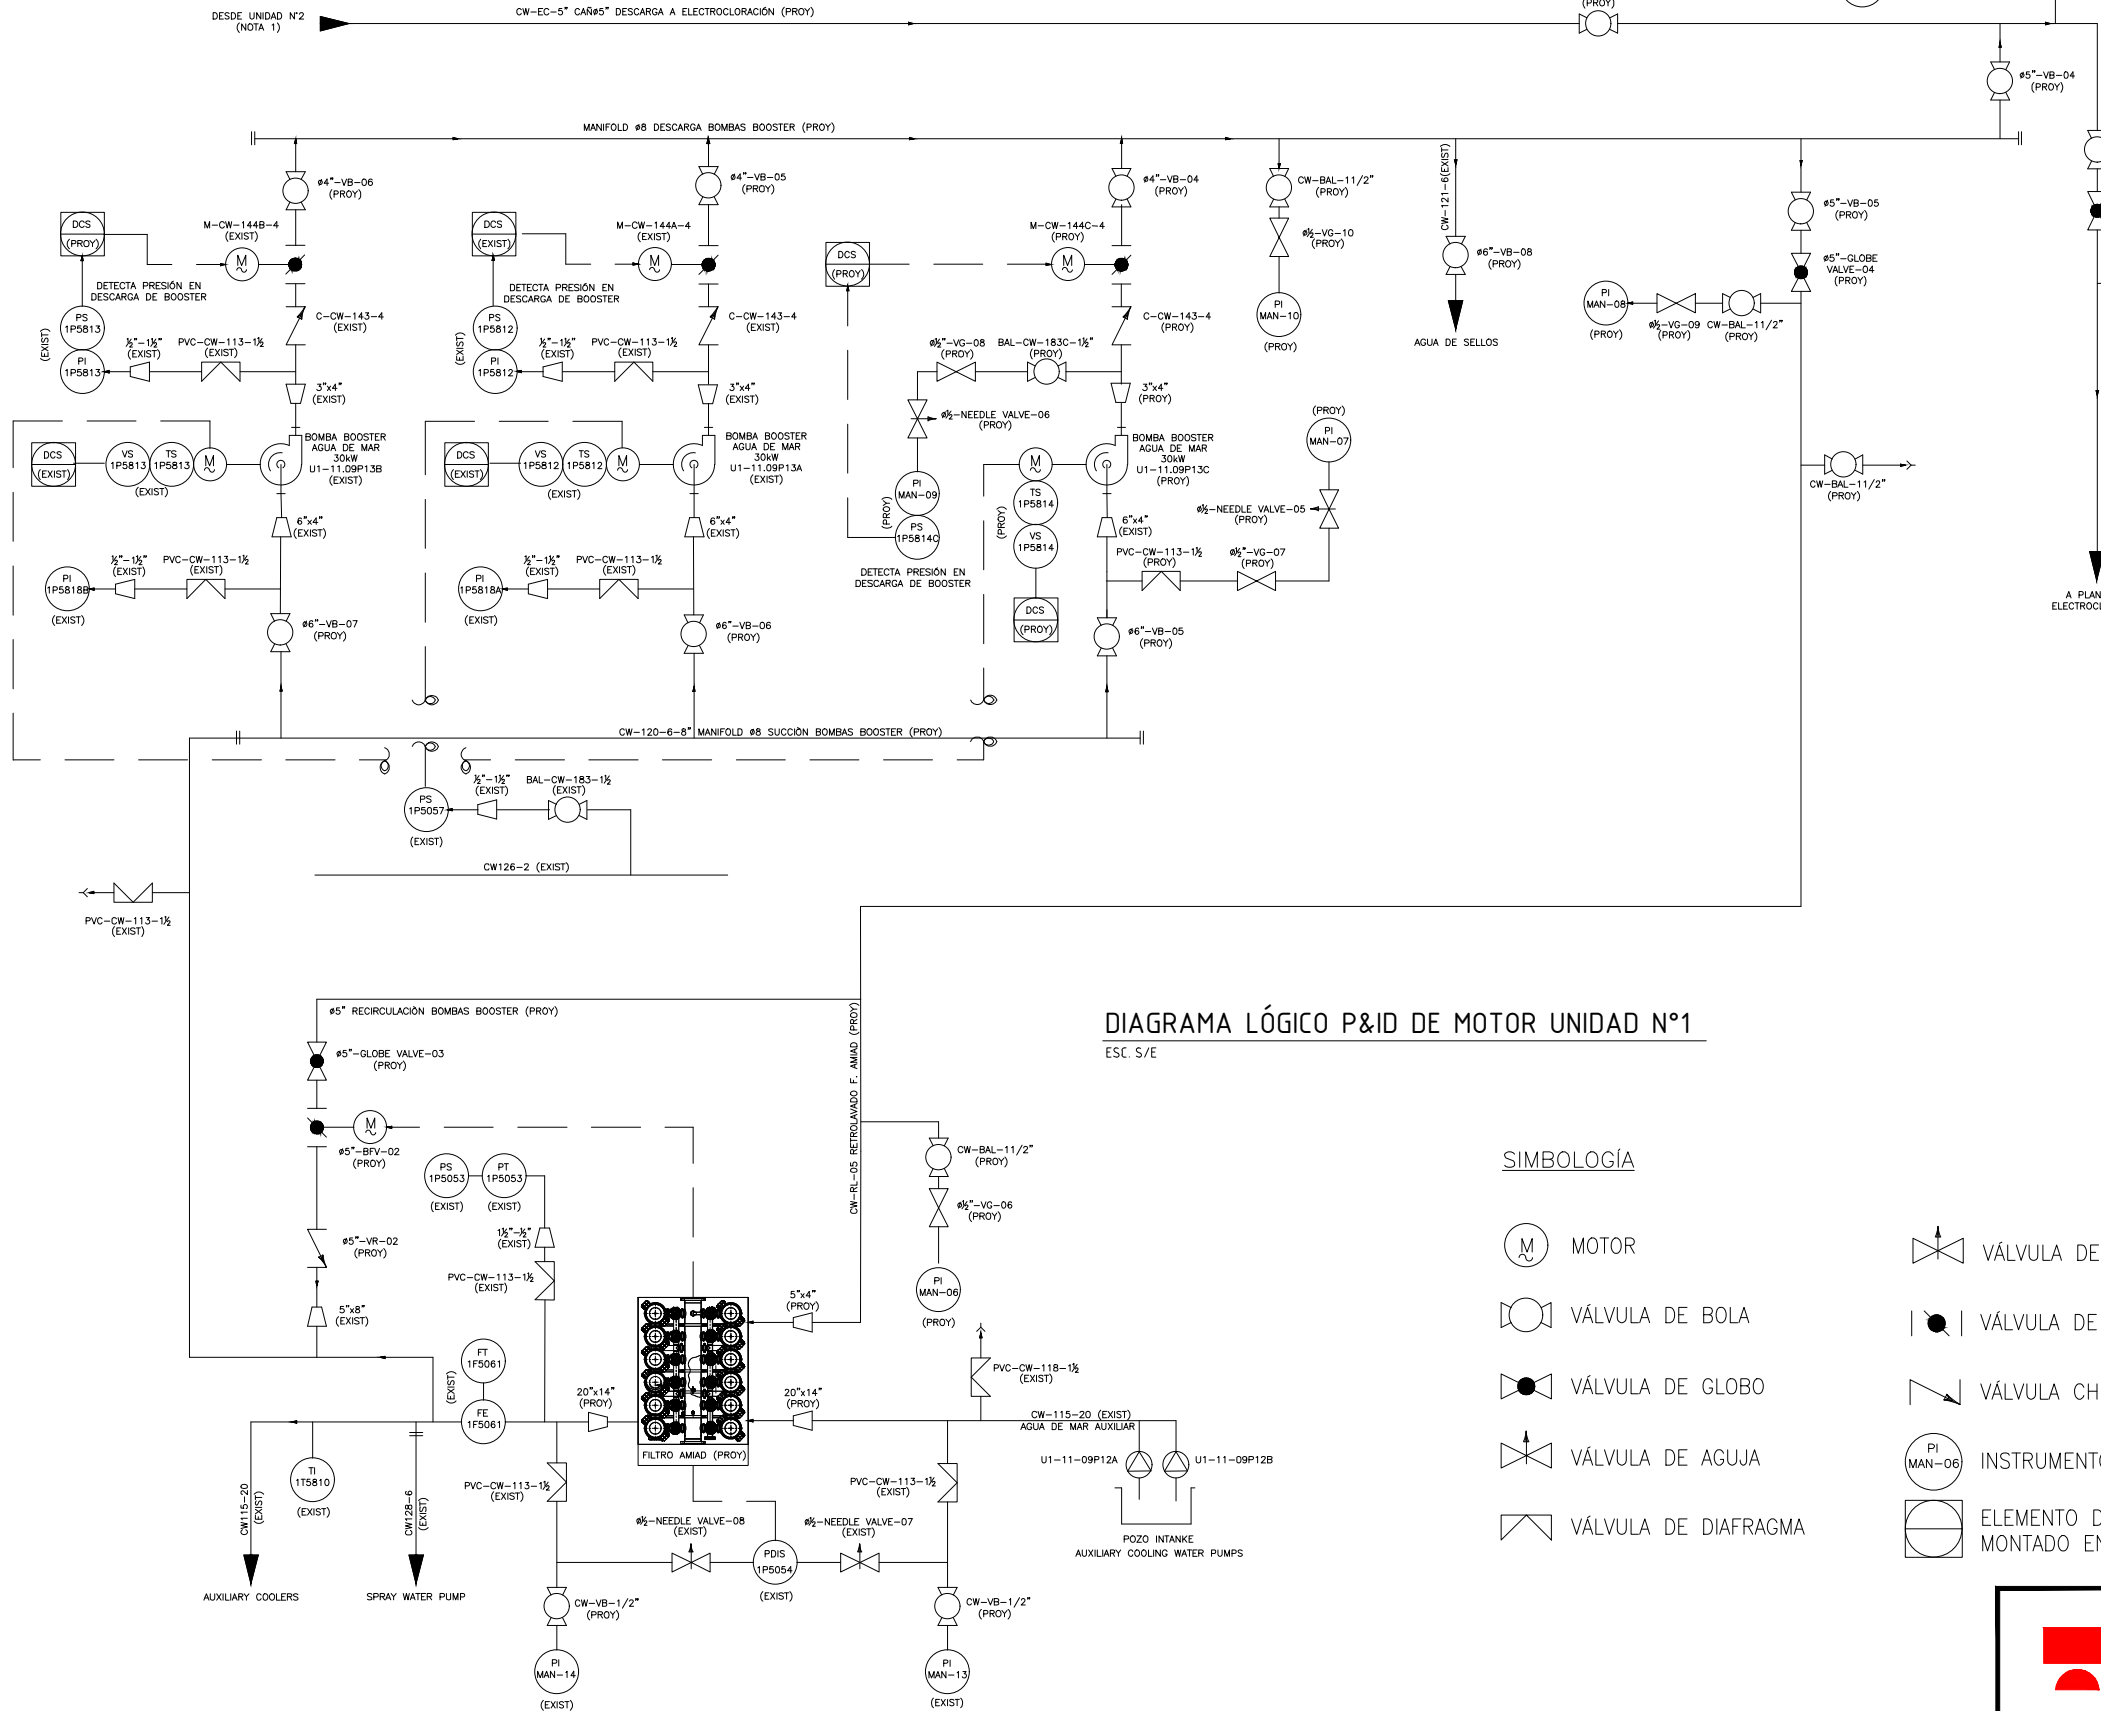 DESDE UNIDAD N°2
(NOTA 1)
CW-EC-5" CAÑø5" DESCARGA A ELECTROCLORACIÓN (PROY)
(PROY)
ø5"-VB-04
(PROY)
MANIFOLD ø8 DESCARGA BOMBAS BOOSTER (PROY)
ø4"-VB-06
(PROY)
ø4"-VB-05
(PROY)
ø4"-VB-04
(PROY)
CW-BAL-11/2"
(PROY)
CW-121-6(EXIST)
ø5"-VB-05
(PROY)
DCS
(PROY)
M-CW-144B-4
(EXIST)
M
DCS
(EXIST)
M-CW-144A-4
(EXIST)
M
DCS
(PROY)
M-CW-144C-4
(PROY)
M
ø½-VG-10
(PROY)
ø6"-VB-08
(PROY)
ø5"-GLOBE
VALVE-04
(PROY)
DETECTA PRESIÓN EN
DESCARGA DE BOOSTER
DETECTA PRESIÓN EN
DESCARGA DE BOOSTER
PS
1P5813
PI
1P5813
(EXIST)
½"-1½"
(EXIST)
PVC-CW-113-1½
(EXIST)
C-CW-143-4
(EXIST)
PS
1P5812
PI
1P5812
(EXIST)
½"-1½"
(EXIST)
PVC-CW-113-1½
(EXIST)
C-CW-143-4
(EXIST)
C-CW-143-4
(PROY)
ø½"-VG-08
(PROY)
BAL-CW-183C-1½"
(PROY)
PI
MAN-10
(PROY)
AGUA DE SELLOS
PI
MAN-08
(PROY)
ø½-VG-09
(PROY)
CW-BAL-11/2"
(PROY)
3"x4"
(EXIST)
3"x4"
(EXIST)
3"x4"
(PROY)
ø½-NEEDLE VALVE-06
(PROY)
(PROY)
PI
MAN-07
DCS
(EXIST)
VS
1P5813
TS
1P5813
(EXIST)
M
BOMBA BOOSTER
AGUA DE MAR
30kW
U1-11.09P13B
(EXIST)
DCS
(EXIST)
VS
1P5812
TS
1P5812
(EXIST)
M
BOMBA BOOSTER
AGUA DE MAR
30kW
U1-11.09P13A
(EXIST)
M
BOMBA BOOSTER
AGUA DE MAR
30kW
U1-11.09P13C
(PROY)
PI
MAN-09
PS
1P5814C
(PROY)
TS
1P5814
VS
1P5814
(PROY)
CW-BAL-11/2"
(PROY)
6"x4"
(EXIST)
6"x4"
(EXIST)
6"x4"
(EXIST)
ø½-NEEDLE VALVE-05
(PROY)
PI
1P5818B
(EXIST)
½"-1½"
(EXIST)
PVC-CW-113-1½
(EXIST)
PI
1P5818A
(EXIST)
½"-1½"
(EXIST)
PVC-CW-113-1½
(EXIST)
DETECTA PRESIÓN EN
DESCARGA DE BOOSTER
PVC-CW-113-1½
(PROY)
ø½"-VG-07
(PROY)
DCS
(PROY)
ø6"-VB-07
(PROY)
ø6"-VB-06
(PROY)
ø6"-VB-05
(PROY)
A PLAN
ELECTROCL
CW-120-6-8" MANIFOLD ø8 SUCCIÒN BOMBAS BOOSTER (PROY)
½"-1½"
(EXIST)
BAL-CW-183-1½
(EXIST)
PS
1P5057
(EXIST)
CW126-2 (EXIST)
PVC-CW-113-1½
(EXIST)
ø5" RECIRCULACIÒN BOMBAS BOOSTER (PROY)
CW-RL-05 RETROLAVADO F. AMIAD (PROY)
DIAGRAMA LÓGICO P&ID DE MOTOR UNIDAD N°1
ESC. S/E
ø5"-GLOBE VALVE-03
(PROY)
M
ø5"-BFV-02
(PROY)
PS
1P5053
(EXIST)
PT
1P5053
(EXIST)
CW-BAL-11/2"
(PROY)
ø½"-VG-06
(PROY)
ø5"-VR-02
(PROY)
1½"-½"
(EXIST)
PVC-CW-113-1½
(EXIST)
5"x8"
(EXIST)
5"x4"
(PROY)
PI
MAN-06
(PROY)
FT
1F5061
FE
1F5061
(EXIST)
20"x14"
(PROY)
20"x14"
(PROY)
PVC-CW-118-1½
(EXIST)
CW-115-20 (EXIST)
AGUA DE MAR AUXILIAR
FILTRO AMIAD (PROY)
U1-11-09P12A
U1-11-09P12B
TI
1T5810
(EXIST)
CW115-20
(EXIST)
CW128-6
(EXIST)
PVC-CW-113-1½
(EXIST)
PVC-CW-113-1½
(EXIST)
ø½-NEEDLE VALVE-08
(EXIST)
ø½-NEEDLE VALVE-07
(EXIST)
PDIS
1P5054
(EXIST)
POZO INTANKE
AUXILIARY COOLING WATER PUMPS
AUXILIARY COOLERS
SPRAY WATER PUMP
CW-VB-1/2"
(PROY)
CW-VB-1/2"
(PROY)
PI
MAN-14
(EXIST)
PI
MAN-13
(EXIST)
SIMBOLOGÍA
M
MOTOR
VÁLVULA DE BOLA
VÁLVULA DE GLOBO
VÁLVULA DE AGUJA
VÁLVULA DE DIAFRAGMA
VÁLVULA DE
VÁLVULA DE
VÁLVULA CH
PI
MAN-06
INSTRUMENTO
ELEMENTO D
MONTADO EN